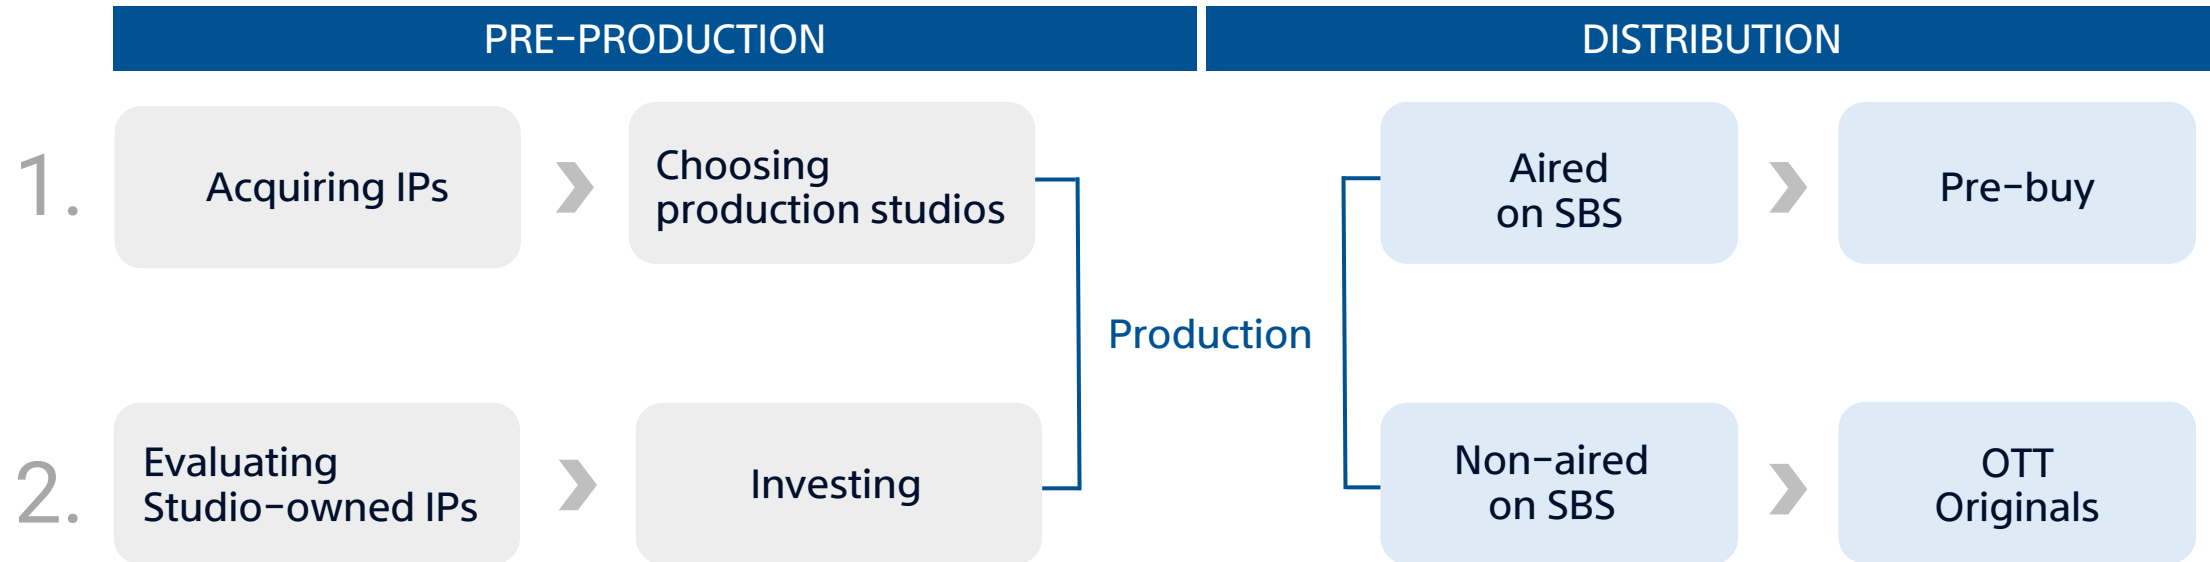 PRE-PRODUCTION
DISTRIBUTION
1.
Acquiring IPs
Choosing
production studios
Aired
on SBS
Pre-buy
Production
2.
Evaluating
Studio-owned IPs
Investing
Non-aired
on SBS
OTT
Originals